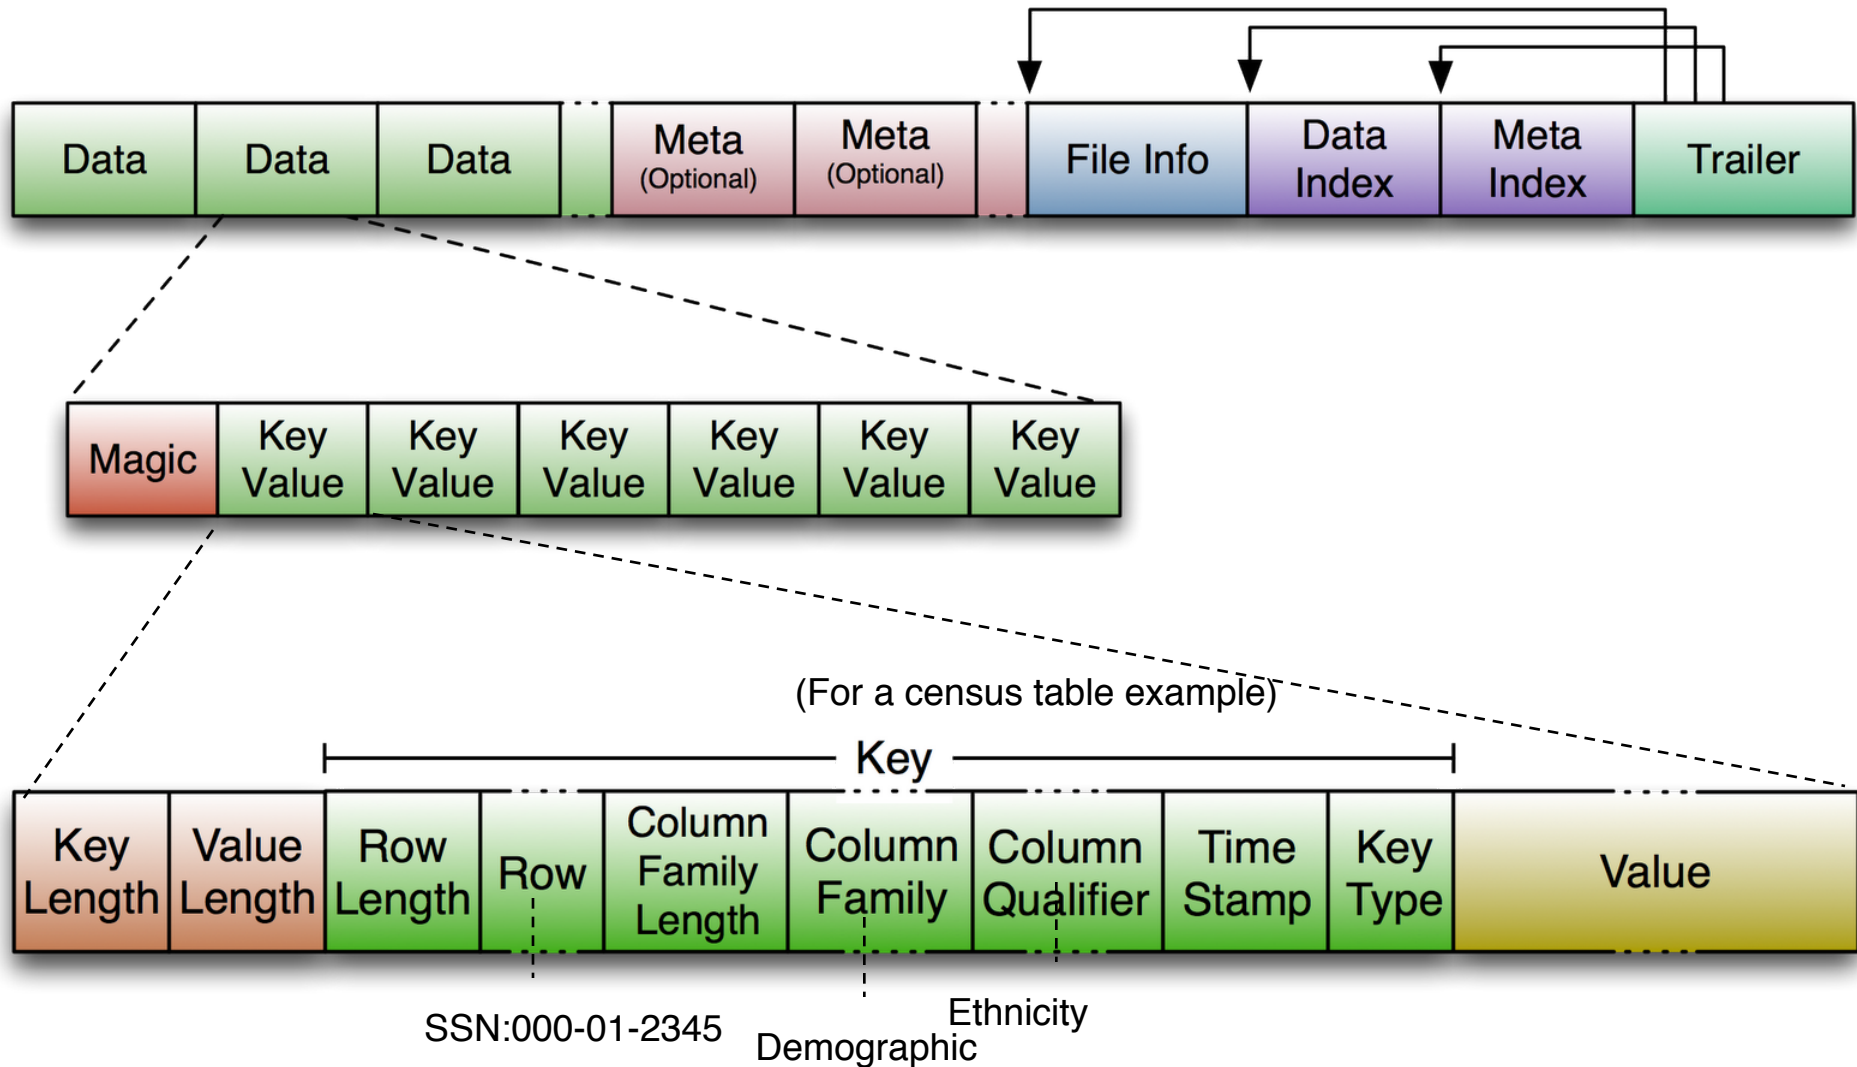 Data
Data
Data
Meta
(Optional)
Meta
(Optional)
File Info
Data
Index
Meta
Index
Trailer
Magic
Key
Value
Key
Value
Key
Value
Key
Value
Key
Value
Key
Value
(For a census table example)
Key
Key
Length
Value
Length
Row
Length
Row
Column
Family
Length
Column
Family
Column
Qualifier
Time
Stamp
Key
Type
Value
SSN:000-01-2345
Demographic
Ethnicity